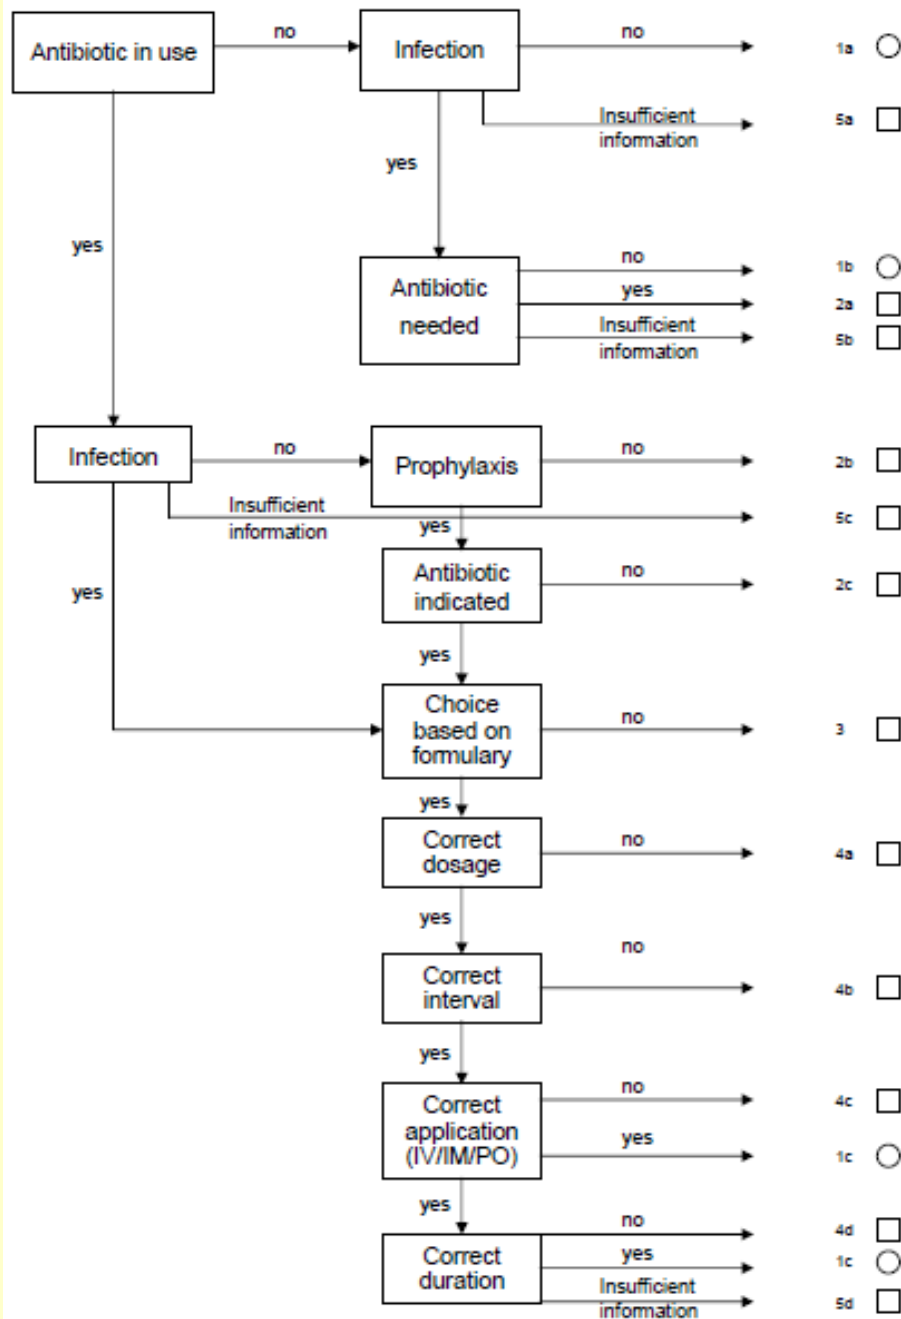 Antibiotic in use
no
Infection
no
1a
Insufficient
information
5a
yes
yes
Antibiotic
needed
no
1b
yes
2a
Insufficient
information
5b
Infection
no
Prophylaxis
no
2b
Insufficient
information
5c
yes
yes
Antibiotic
indicated
no
2c
yes
Choice
based on
formulary
no
3
yes
Correct
dosage
no
4a
yes
Correct
interval
no
4b
yes
Correct
application
(IV/IM/PO)
no
4c
yes
1c
yes
Correct
duration
no
4d
yes
1c
Insufficient
information
5d